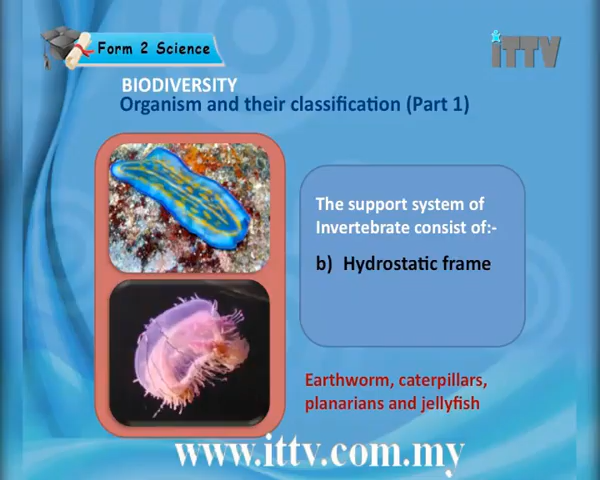 Form 2 Science
iTTV
BIODIVERSITY
Organism and their classification (Part 1)
The support system of
Invertebrate consist of:-
b) Hydrostatic frame
Earthworm, caterpillars,
planarians and jellyfish
www.ittv.com.my